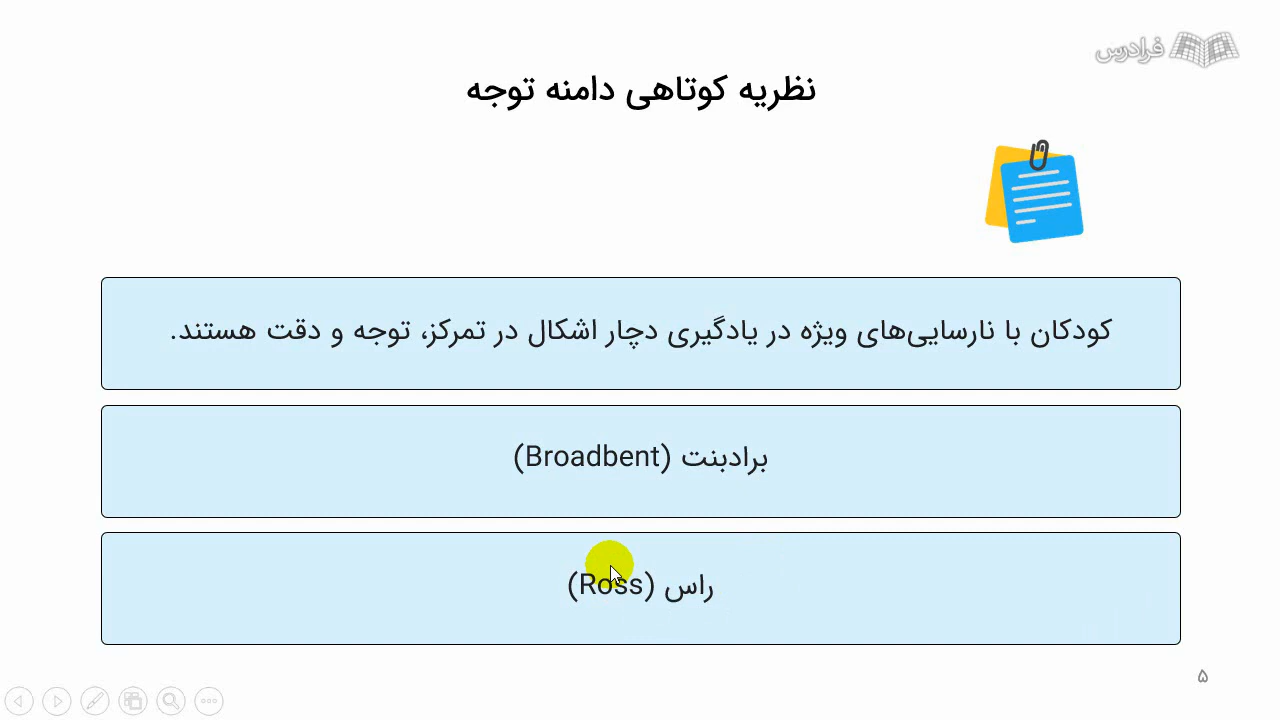 فرادرس
نظریه کوتاهی دامنه توجه
کودکان با نارسایی‌های ویژه در یادگیری دچار اشکال در تمرکز، توجه و دقت هستند.
برادبنت (Broadbent)
راس (Ross)
۵